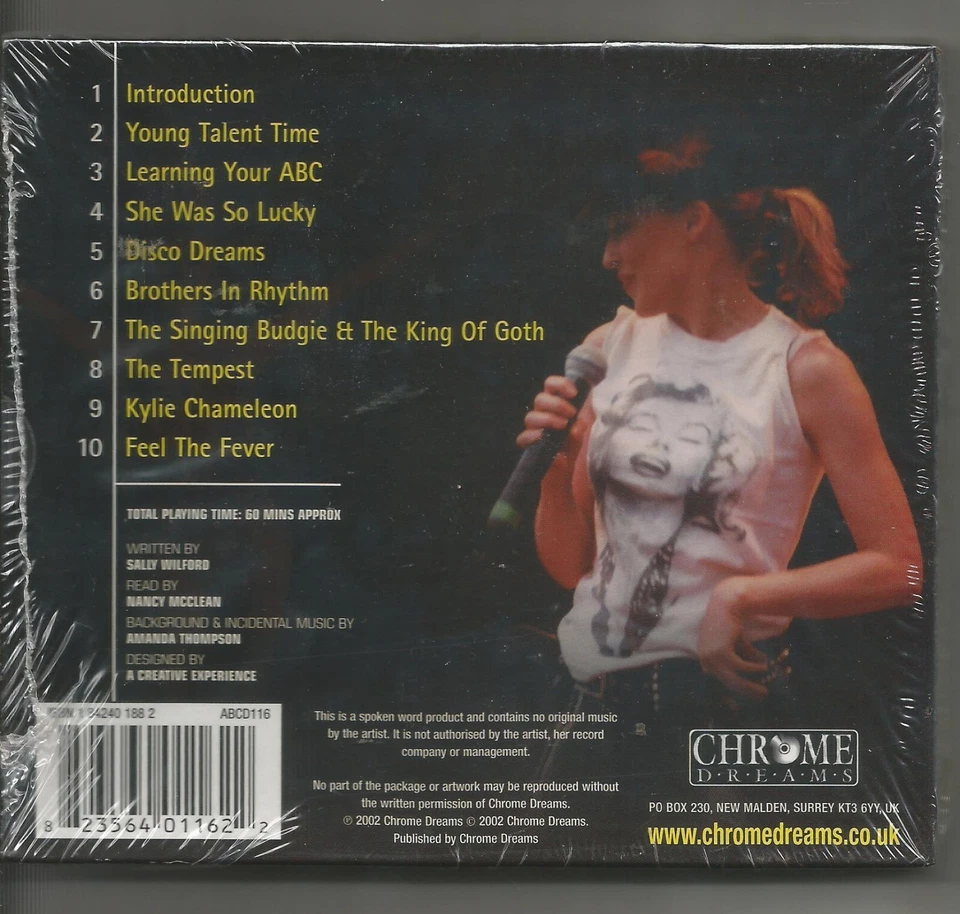 1 Introduction
2 Young Talent Time
3 Learning Your ABC
4 She Was So Lucky
5 Disco Dreams
6 Brothers In Rhythm
7 The Singing Budgie & The King Of Goth
8 The Tempest
9 Kylie Chameleon
10 Feel The Fever
TOTAL PLAYING TIME: 60 MINS APPROX
WRITTEN BY
SALLY WILFORD
READ BY
NANCY MCCLEAN
BACKGROUND & INCIDENTAL MUSIC BY
AMANDA THOMPSON
DESIGNED BY
A CREATIVE EXPERIENCE
ISBN 1 84240 188 2 ABCD116
8 23564 01162 2
This is a spoken word product and contains no original music
by the artist. It is not authorised by the artist, her record
company or management.
No part of the package or artwork may be reproduced without
the written permission of Chrome Dreams.
℗ 2002 Chrome Dreams © 2002 Chrome Dreams.
Published by Chrome Dreams
CHROME
DREAMS
PO BOX 230, NEW MALDEN, SURREY KT3 6YY, UK
www.chromedreams.co.uk